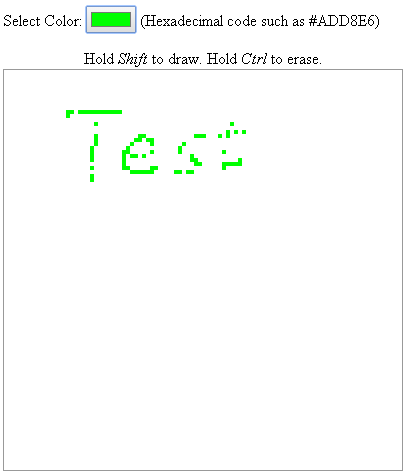 Select Color: (Hexadecimal code such as #ADD8E6)
Hold Shift to draw. Hold Ctrl to erase.
Test